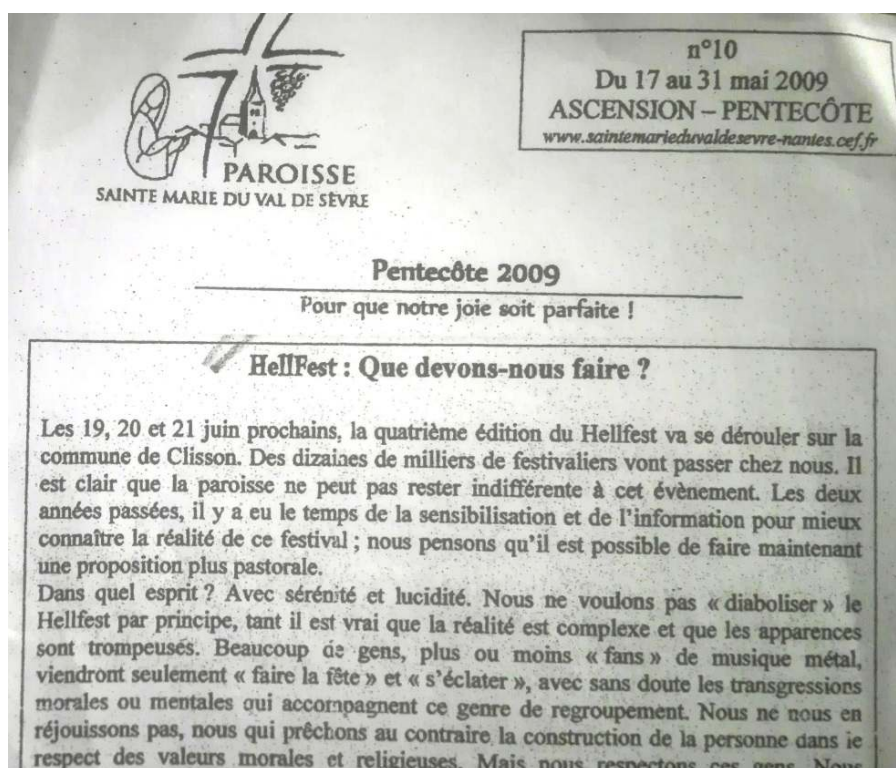 n°10
Du 17 au 31 mai 2009
ASCENSION – PENTECÔTE
www.saintemarieduvaldesevre-nantes.cef.fr
PAROISSE
SAINTE MARIE DU VAL DE SÈVRE
Pentecôte 2009
Pour que notre joie soit parfaite !
HellFest : Que devons-nous faire ?
Les 19, 20 et 21 juin prochains, la quatrième édition du Hellfest va se dérouler sur la
commune de Clisson. Des dizaines de milliers de festivaliers vont passer chez nous. Il
est clair que la paroisse ne peut pas rester indifférente à cet évènement. Les deux
années passées, il y a eu le temps de la sensibilisation et de l'information pour mieux
connaître la réalité de ce festival ; nous pensons qu'il est possible de faire maintenant
une proposition plus pastorale.
Dans quel esprit ? Avec sérénité et lucidité. Nous ne voulons pas « diaboliser » le
Hellfest par principe, tant il est vrai que la réalité est complexe et que les apparences
sont trompeuses. Beaucoup de gens, plus ou moins « fans » de musique métal,
viendront seulement « faire la fête » et « s'éclater », avec sans doute les transgressions
morales ou mentales qui accompagnent ce genre de regroupement. Nous ne nous en
réjouissons pas, nous qui prêchons au contraire la construction de la personne dans le
respect des valeurs morales et religieuses. Mais nous respectons ces gens. Nous